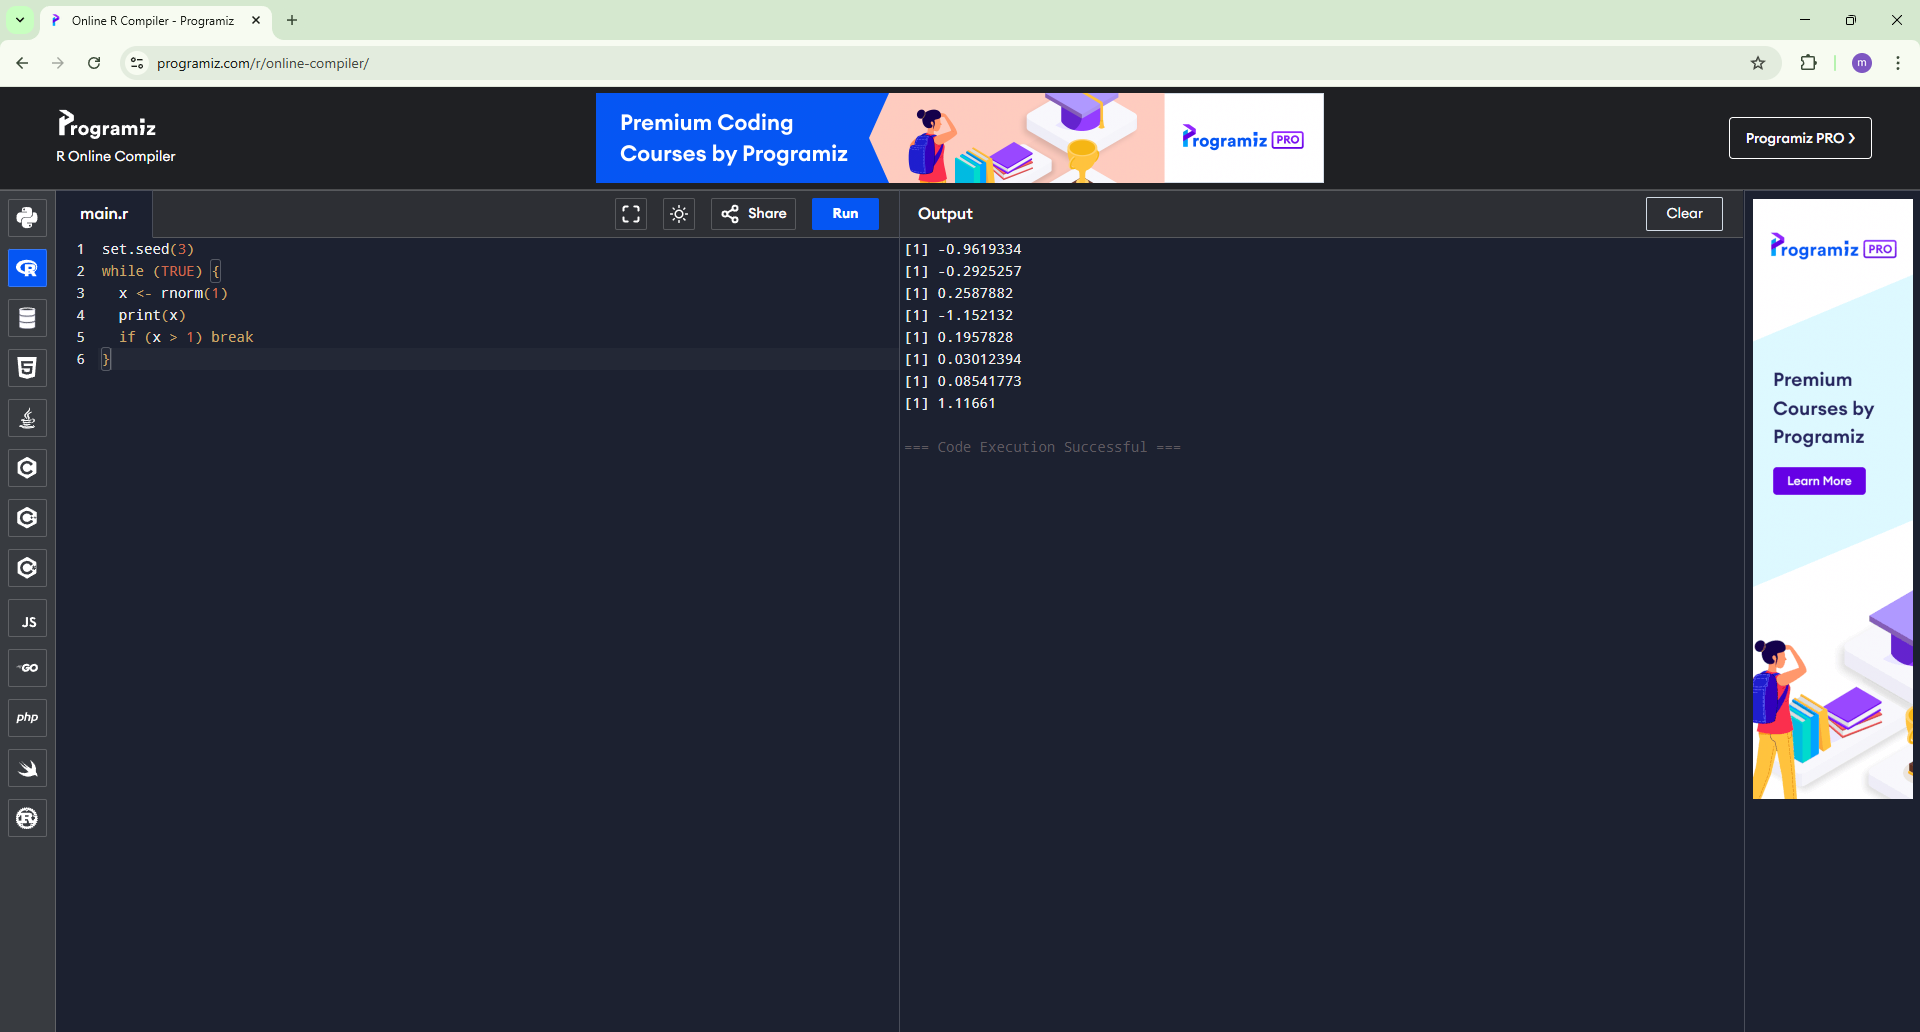 Online R Compiler - Programiz
programiz.com/r/online-compiler/
m
Programiz
R Online Compiler
Premium Coding
Courses by Programiz
Programiz PRO
Programiz PRO ❯
main.r
Share
Run
Output
Clear
1 set.seed(3)
2 while (TRUE) {
3   x <- rnorm(1)
4   print(x)
5   if (x > 1) break
6 }
[1] -0.9619334
[1] -0.2925257
[1] 0.2587882
[1] -1.152132
[1] 0.1957828
[1] 0.03012394
[1] 0.08541773
[1] 1.11661
=== Code Execution Successful ===
R
5
C
C
C
JS
GO
php
R
Programiz PRO
Premium
Courses by
Programiz
Learn More